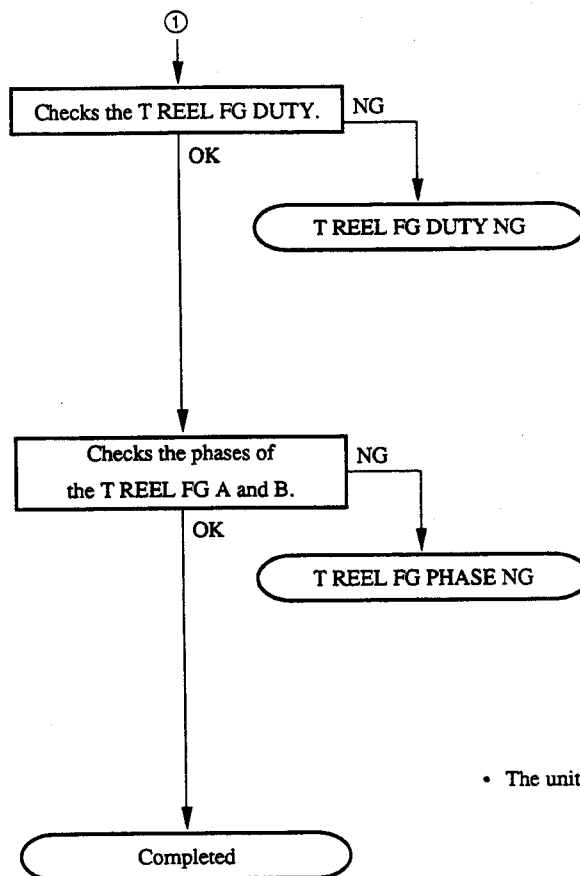 ①
Checks the T REEL FG DUTY.
NG
OK
T REEL FG DUTY NG
Checks the phases of
the T REEL FG A and B.
NG
OK
T REEL FG PHASE NG
• The unit
Completed